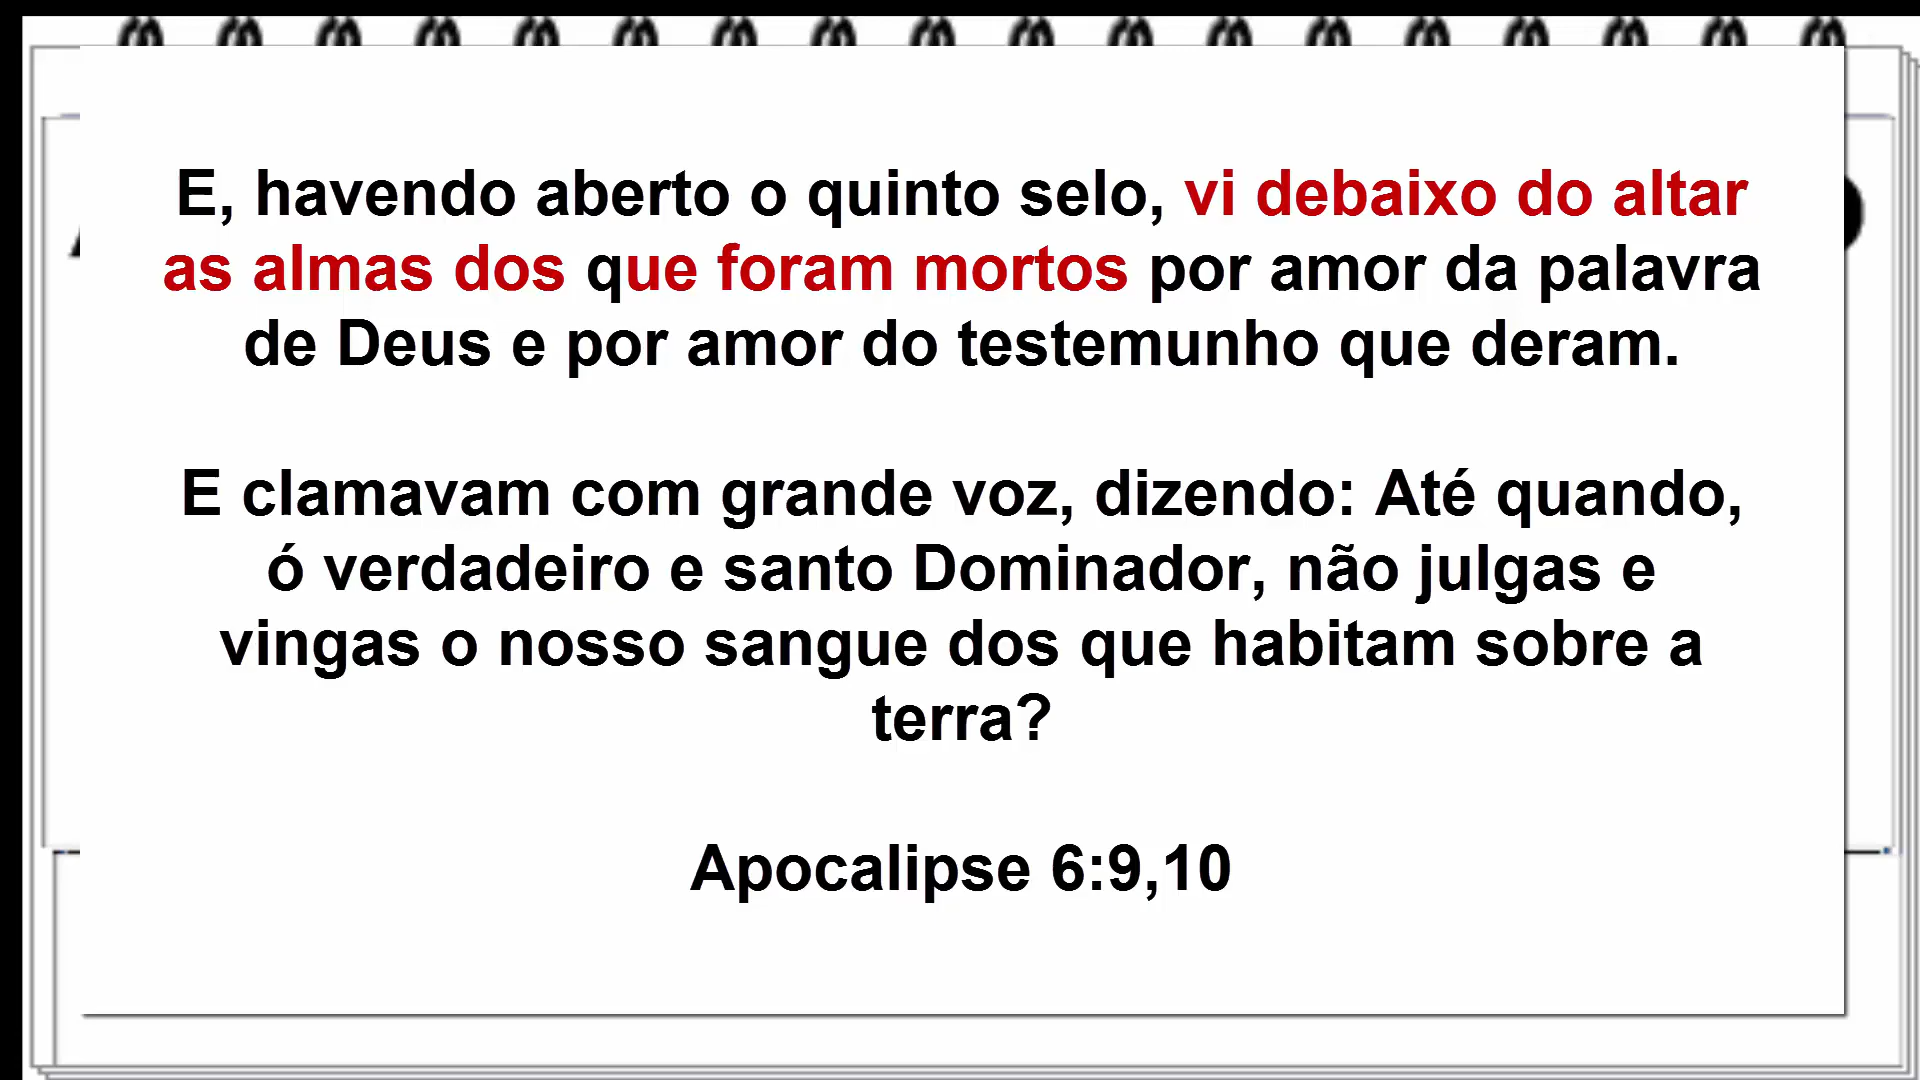 E, havendo aberto o quinto selo, vi debaixo do altar
as almas dos que foram mortos por amor da palavra
de Deus e por amor do testemunho que deram.
E clamavam com grande voz, dizendo: Até quando,
ó verdadeiro e santo Dominador, não julgas e
vingas o nosso sangue dos que habitam sobre a
terra?
Apocalipse 6:9,10